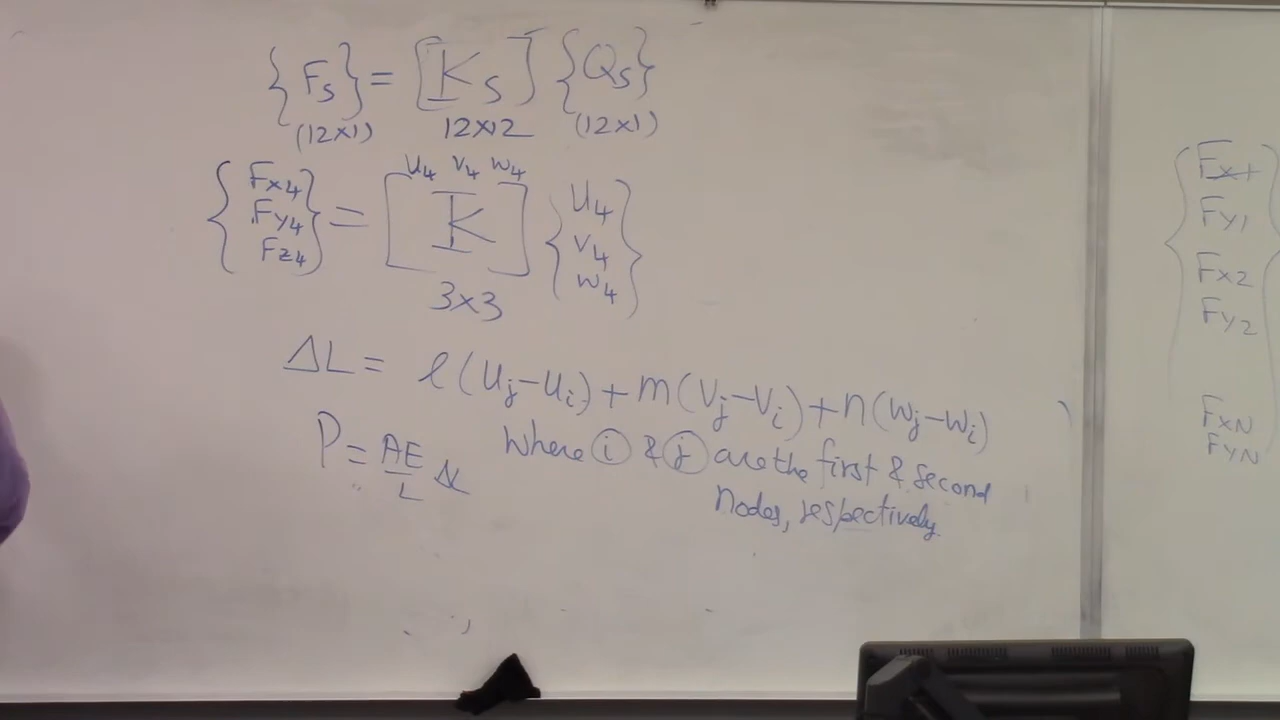 {Fs} = [Ks] {Qs}
(12x1) 12x12 (12x1)
u4 v4 w4
{Fx4 Fy4 Fz4} = [K] {u4 v4 w4}
3x3
ΔL = l(uj-ui)+m(vj-vi)+n(wj-wi)
P = AE/L ΔL
where i & j are the first & second
nodes, respectively.
Fx1
Fy1
Fx2
Fy2
FxN
FyN